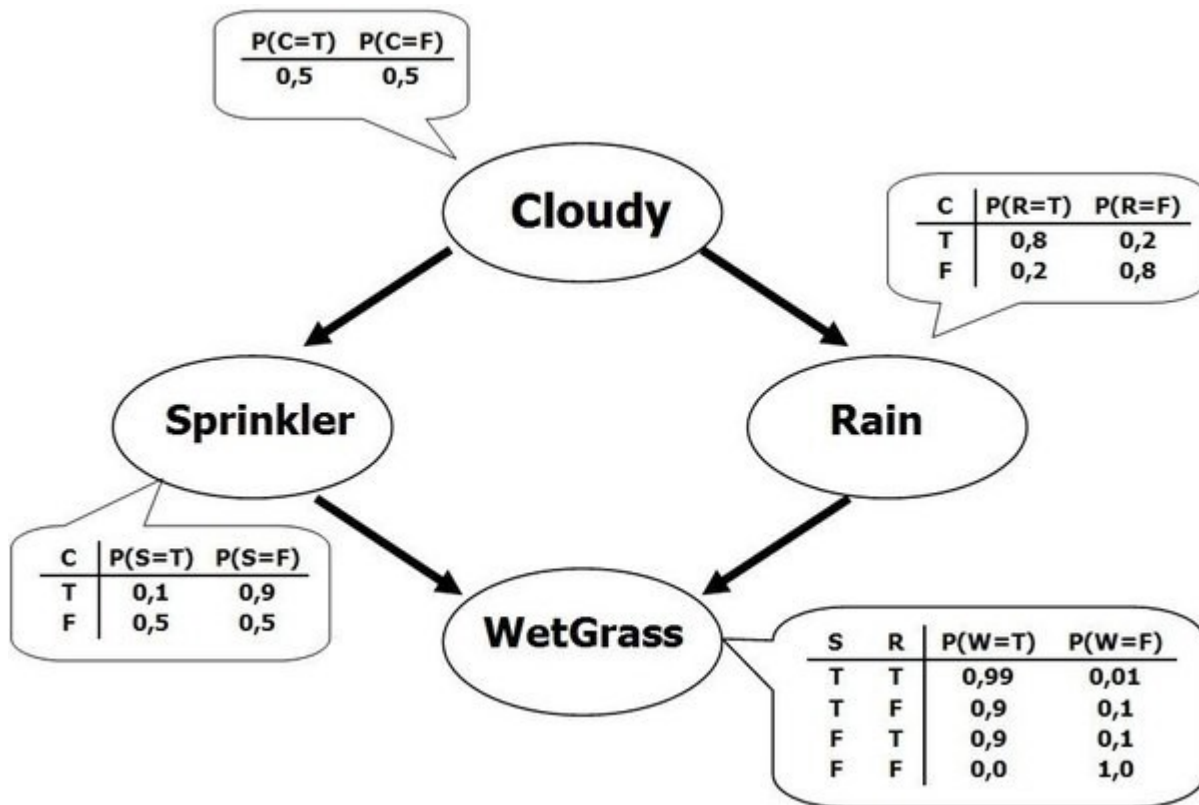 P(C=T) P(C=F)
0,5 0,5
Cloudy
C P(R=T) P(R=F)
T 0,8 0,2
F 0,2 0,8
Sprinkler
Rain
C P(S=T) P(S=F)
T 0,1 0,9
F 0,5 0,5
WetGrass
S R P(W=T) P(W=F)
T T 0,99 0,01
T F 0,9 0,1
F T 0,9 0,1
F F 0,0 1,0